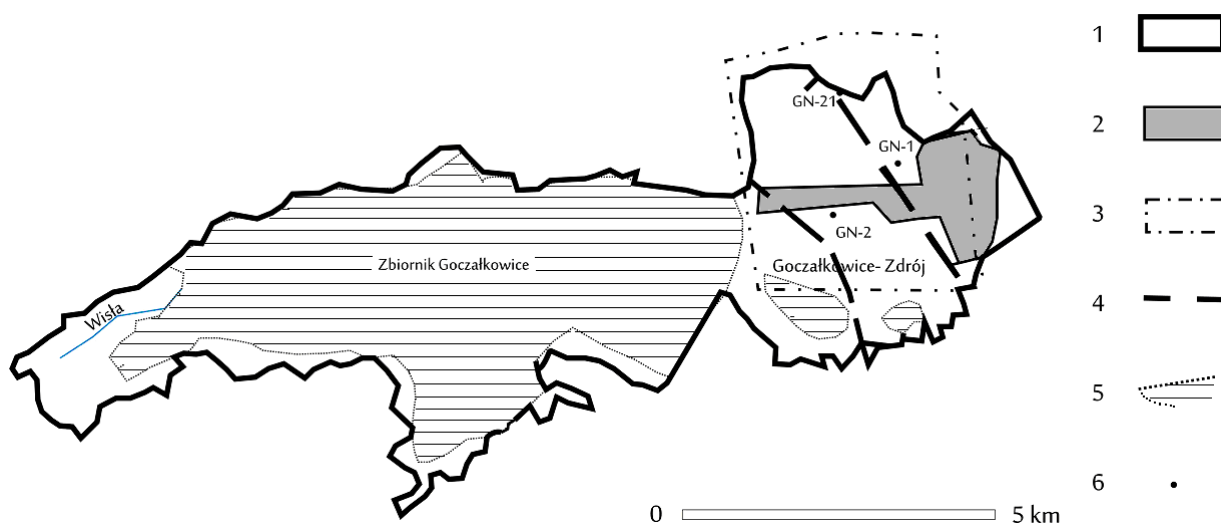 GN-21
GN-1
GN-2
Zbiornik Goczałkowice
Goczałkowice- Zdrój
Wisła
0 5 km
1
2
3
4
5
6